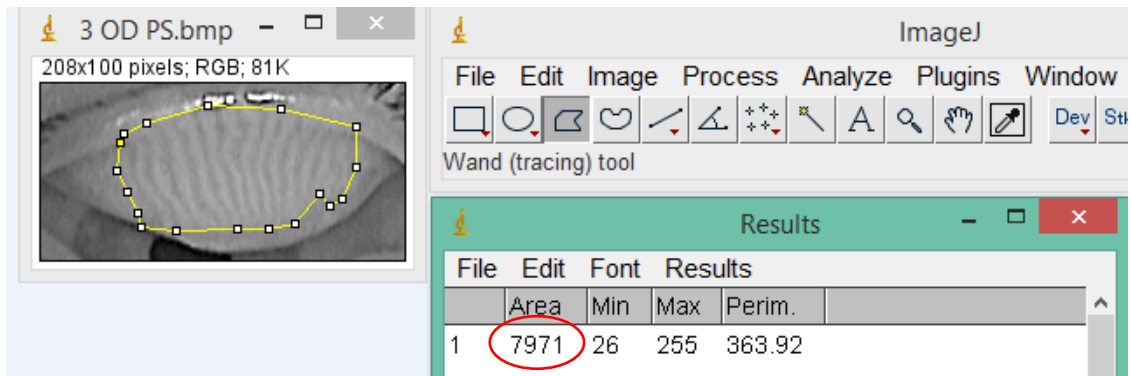 3 OD PS.bmp
208x100 pixels; RGB; 81K
ImageJ
File Edit Image Process Analyze Plugins Window
A Dev Stk
Wand (tracing) tool
Results
File Edit Font Results
Area Min Max Perim.
1 7971 26 255 363.92